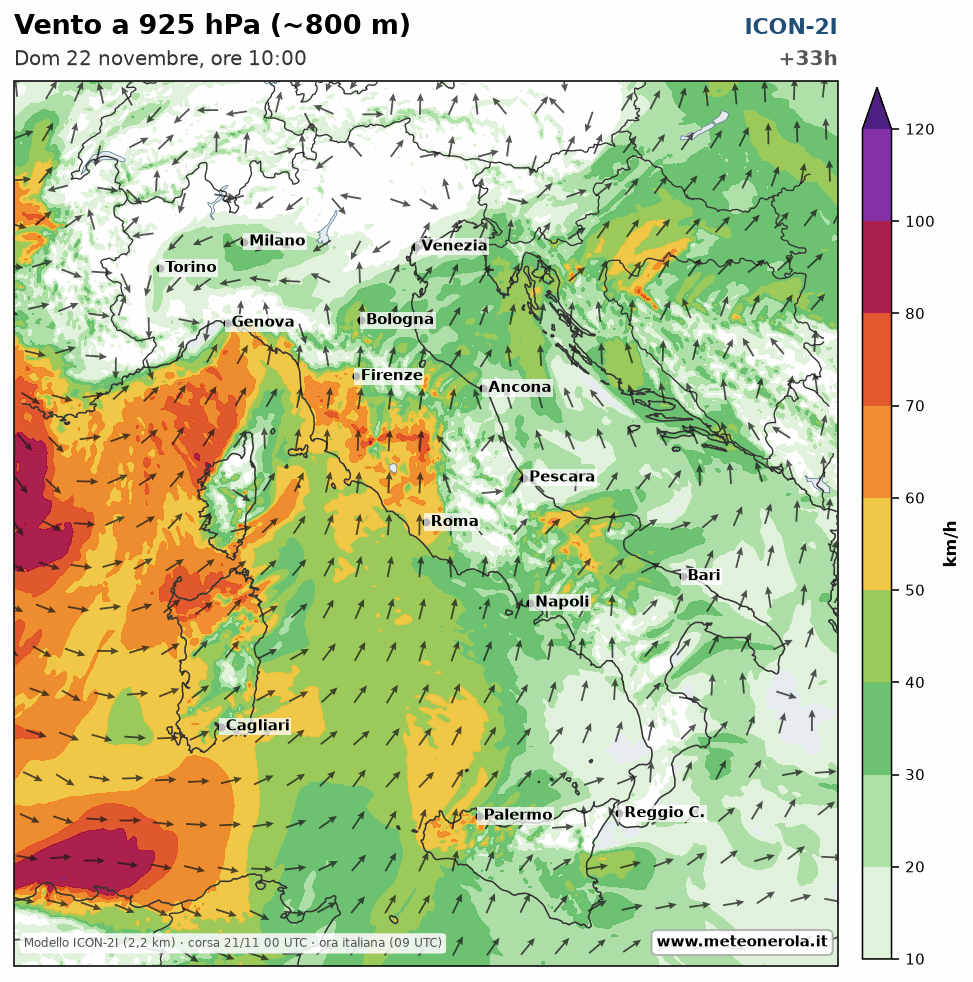 Vento a 925 hPa (~800 m)
ICON-2I
Dom 22 novembre, ore 10:00
+33h
120
100
80
70
60
50
40
30
20
10
km/h
Milano
Venezia
Torino
Genova
Bologna
Firenze
Ancona
Pescara
Roma
Bari
Napoli
Cagliari
Palermo
Reggio C.
Modello ICON-2I (2,2 km) · corsa 21/11 00 UTC · ora italiana (09 UTC)
www.meteonerola.it